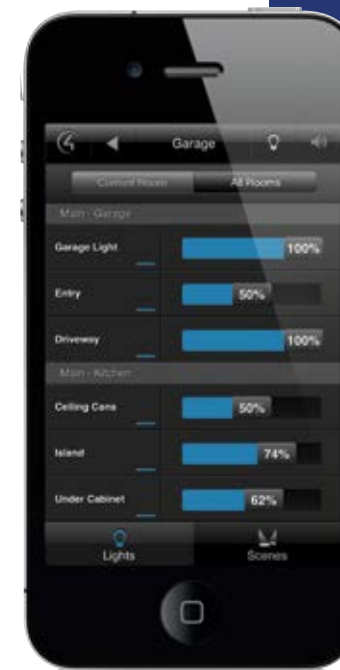 Garage
Current Room All Rooms
Main - Garage
Garage Light 100%
Entry 50%
Driveway 100%
Main - Kitchen
Ceiling Cans 50%
Island 74%
Under Cabinet 62%
Lights Scenes